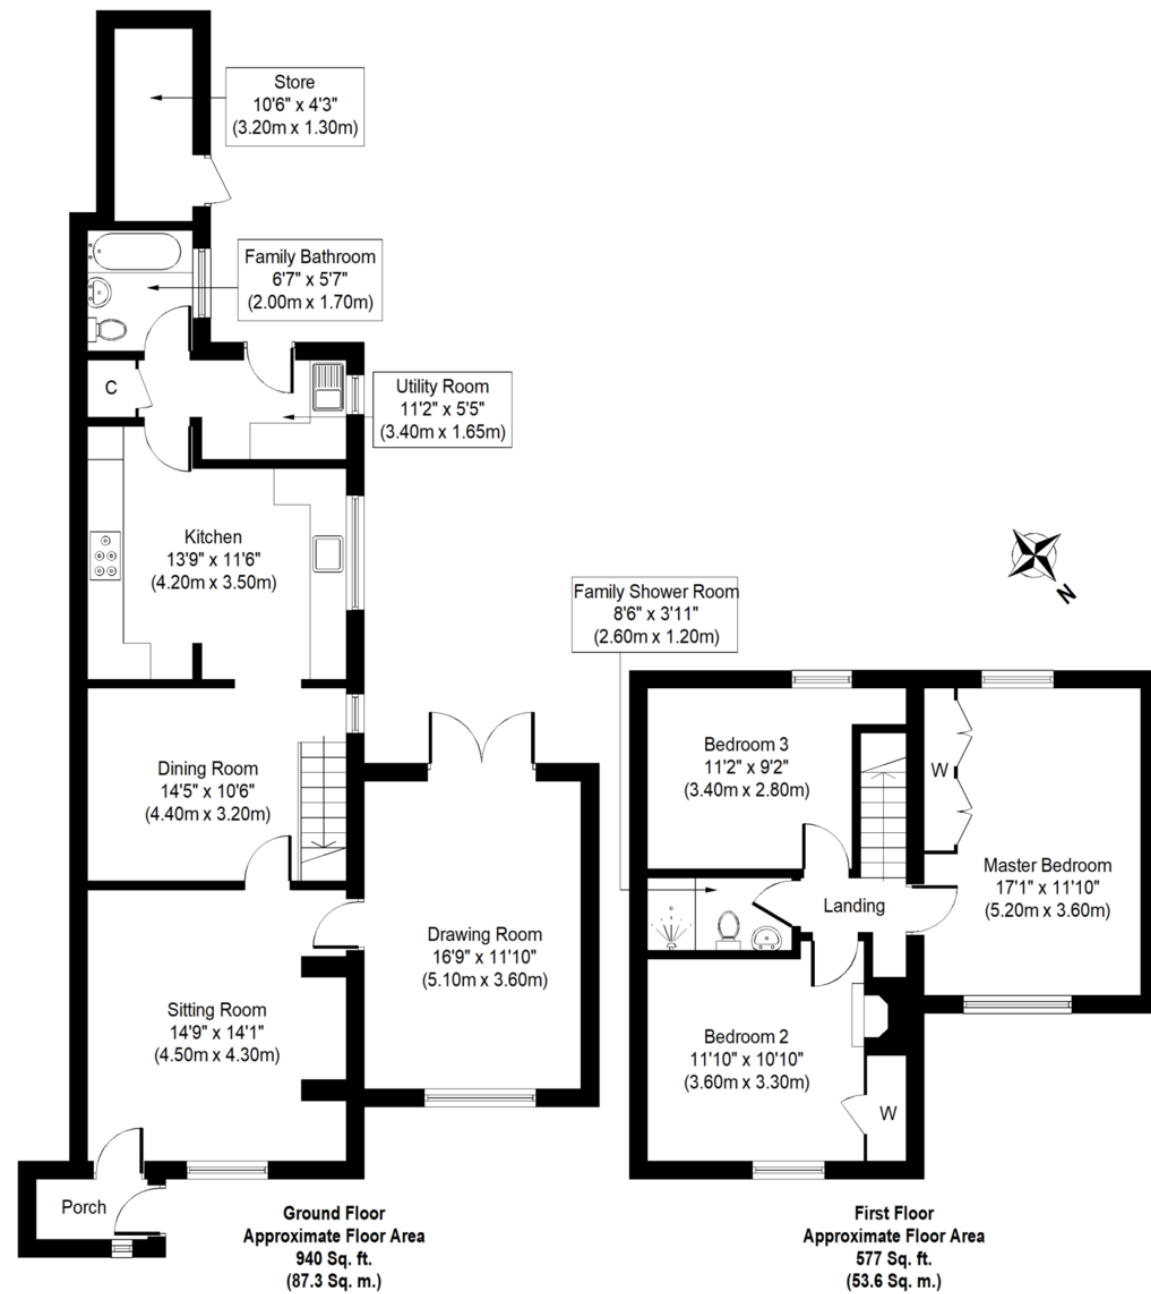 Store
10'6" x 4'3"
(3.20m x 1.30m)
Family Bathroom
6'7" x 5'7"
(2.00m x 1.70m)
C
Utility Room
11'2" x 5'5"
(3.40m x 1.65m)
Kitchen
13'9" x 11'6"
(4.20m x 3.50m)
Dining Room
14'5" x 10'6"
(4.40m x 3.20m)
Drawing Room
16'9" x 11'10"
(5.10m x 3.60m)
Sitting Room
14'9" x 14'1"
(4.50m x 4.30m)
Porch
Ground Floor
Approximate Floor Area
940 Sq. ft.
(87.3 Sq. m.)
N
Family Shower Room
8'6" x 3'11"
(2.60m x 1.20m)
Bedroom 3
11'2" x 9'2"
(3.40m x 2.80m)
W
Master Bedroom
17'1" x 11'10"
(5.20m x 3.60m)
Landing
Bedroom 2
11'10" x 10'10"
(3.60m x 3.30m)
W
First Floor
Approximate Floor Area
577 Sq. ft.
(53.6 Sq. m.)